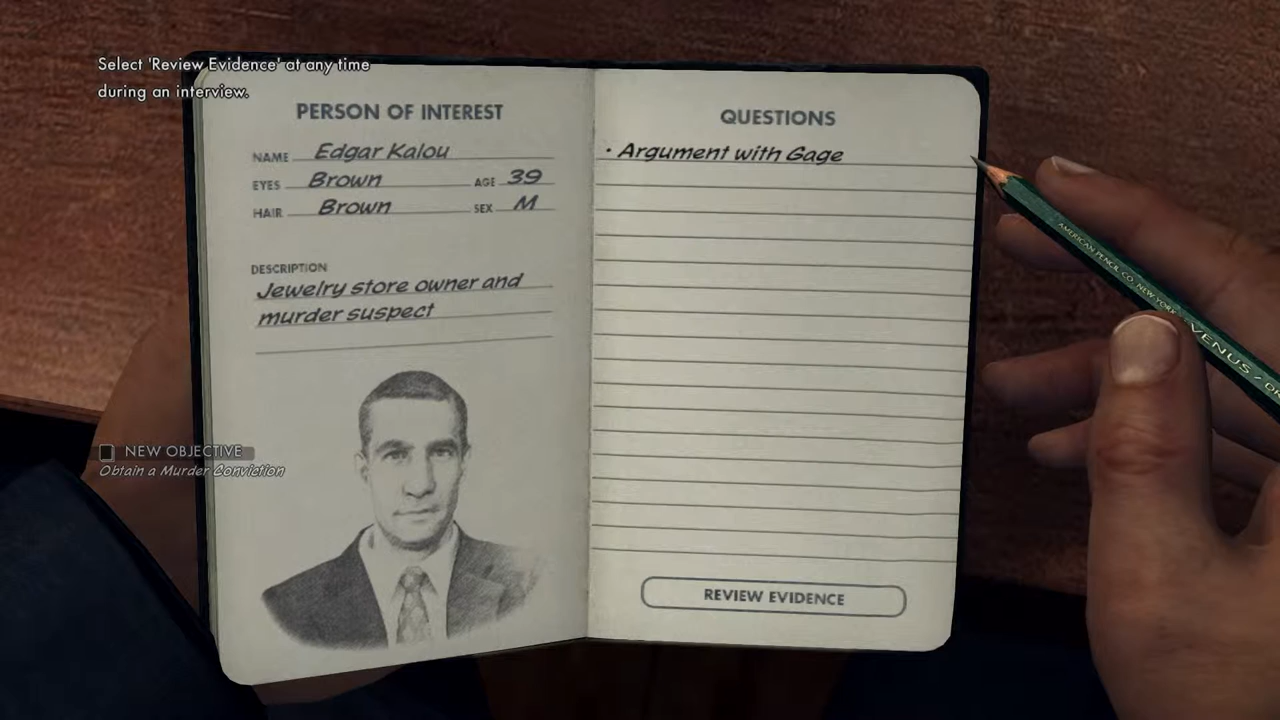 Select 'Review Evidence' at any time
during an interview.
PERSON OF INTEREST
NAME Edgar Kalou
EYES Brown AGE 39
HAIR Brown SEX M
DESCRIPTION
Jewelry store owner and
murder suspect
NEW OBJECTIVE
Obtain a Murder Conviction
QUESTIONS
· Argument with Gage
REVIEW EVIDENCE
AMERICAN PENCIL CO. NEW YORK
VENUS / DR